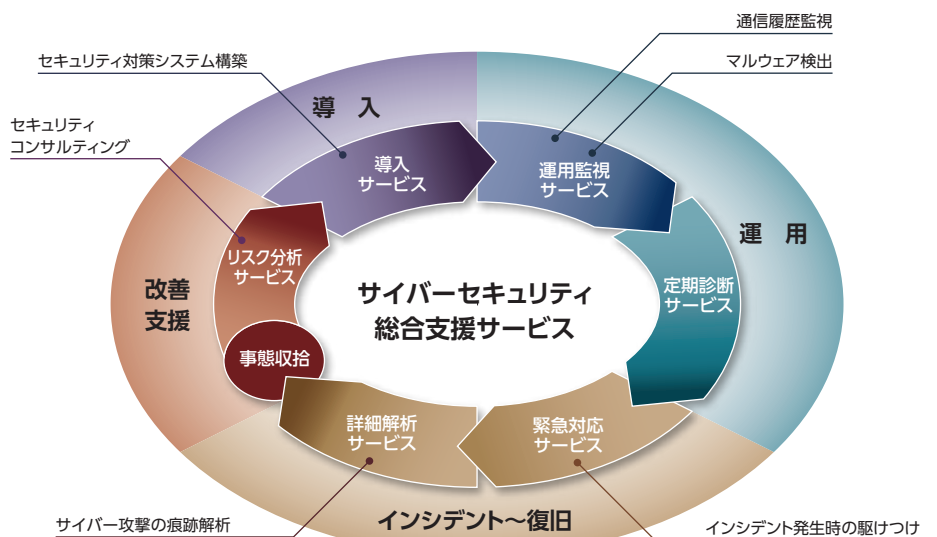 通信履歴監視
セキュリティ対策システム構築
マルウェア検出
導 入
セキュリティ
コンサルティング
導入
サービス
運用監視
サービス
運 用
リスク分析
サービス
定期診断
サービス
改善
支援
サイバーセキュリティ
総合支援サービス
事態収拾
詳細解析
サービス
緊急対応
サービス
サイバー攻撃の痕跡解析
インシデント～復旧
インシデント発生時の駆けつけ